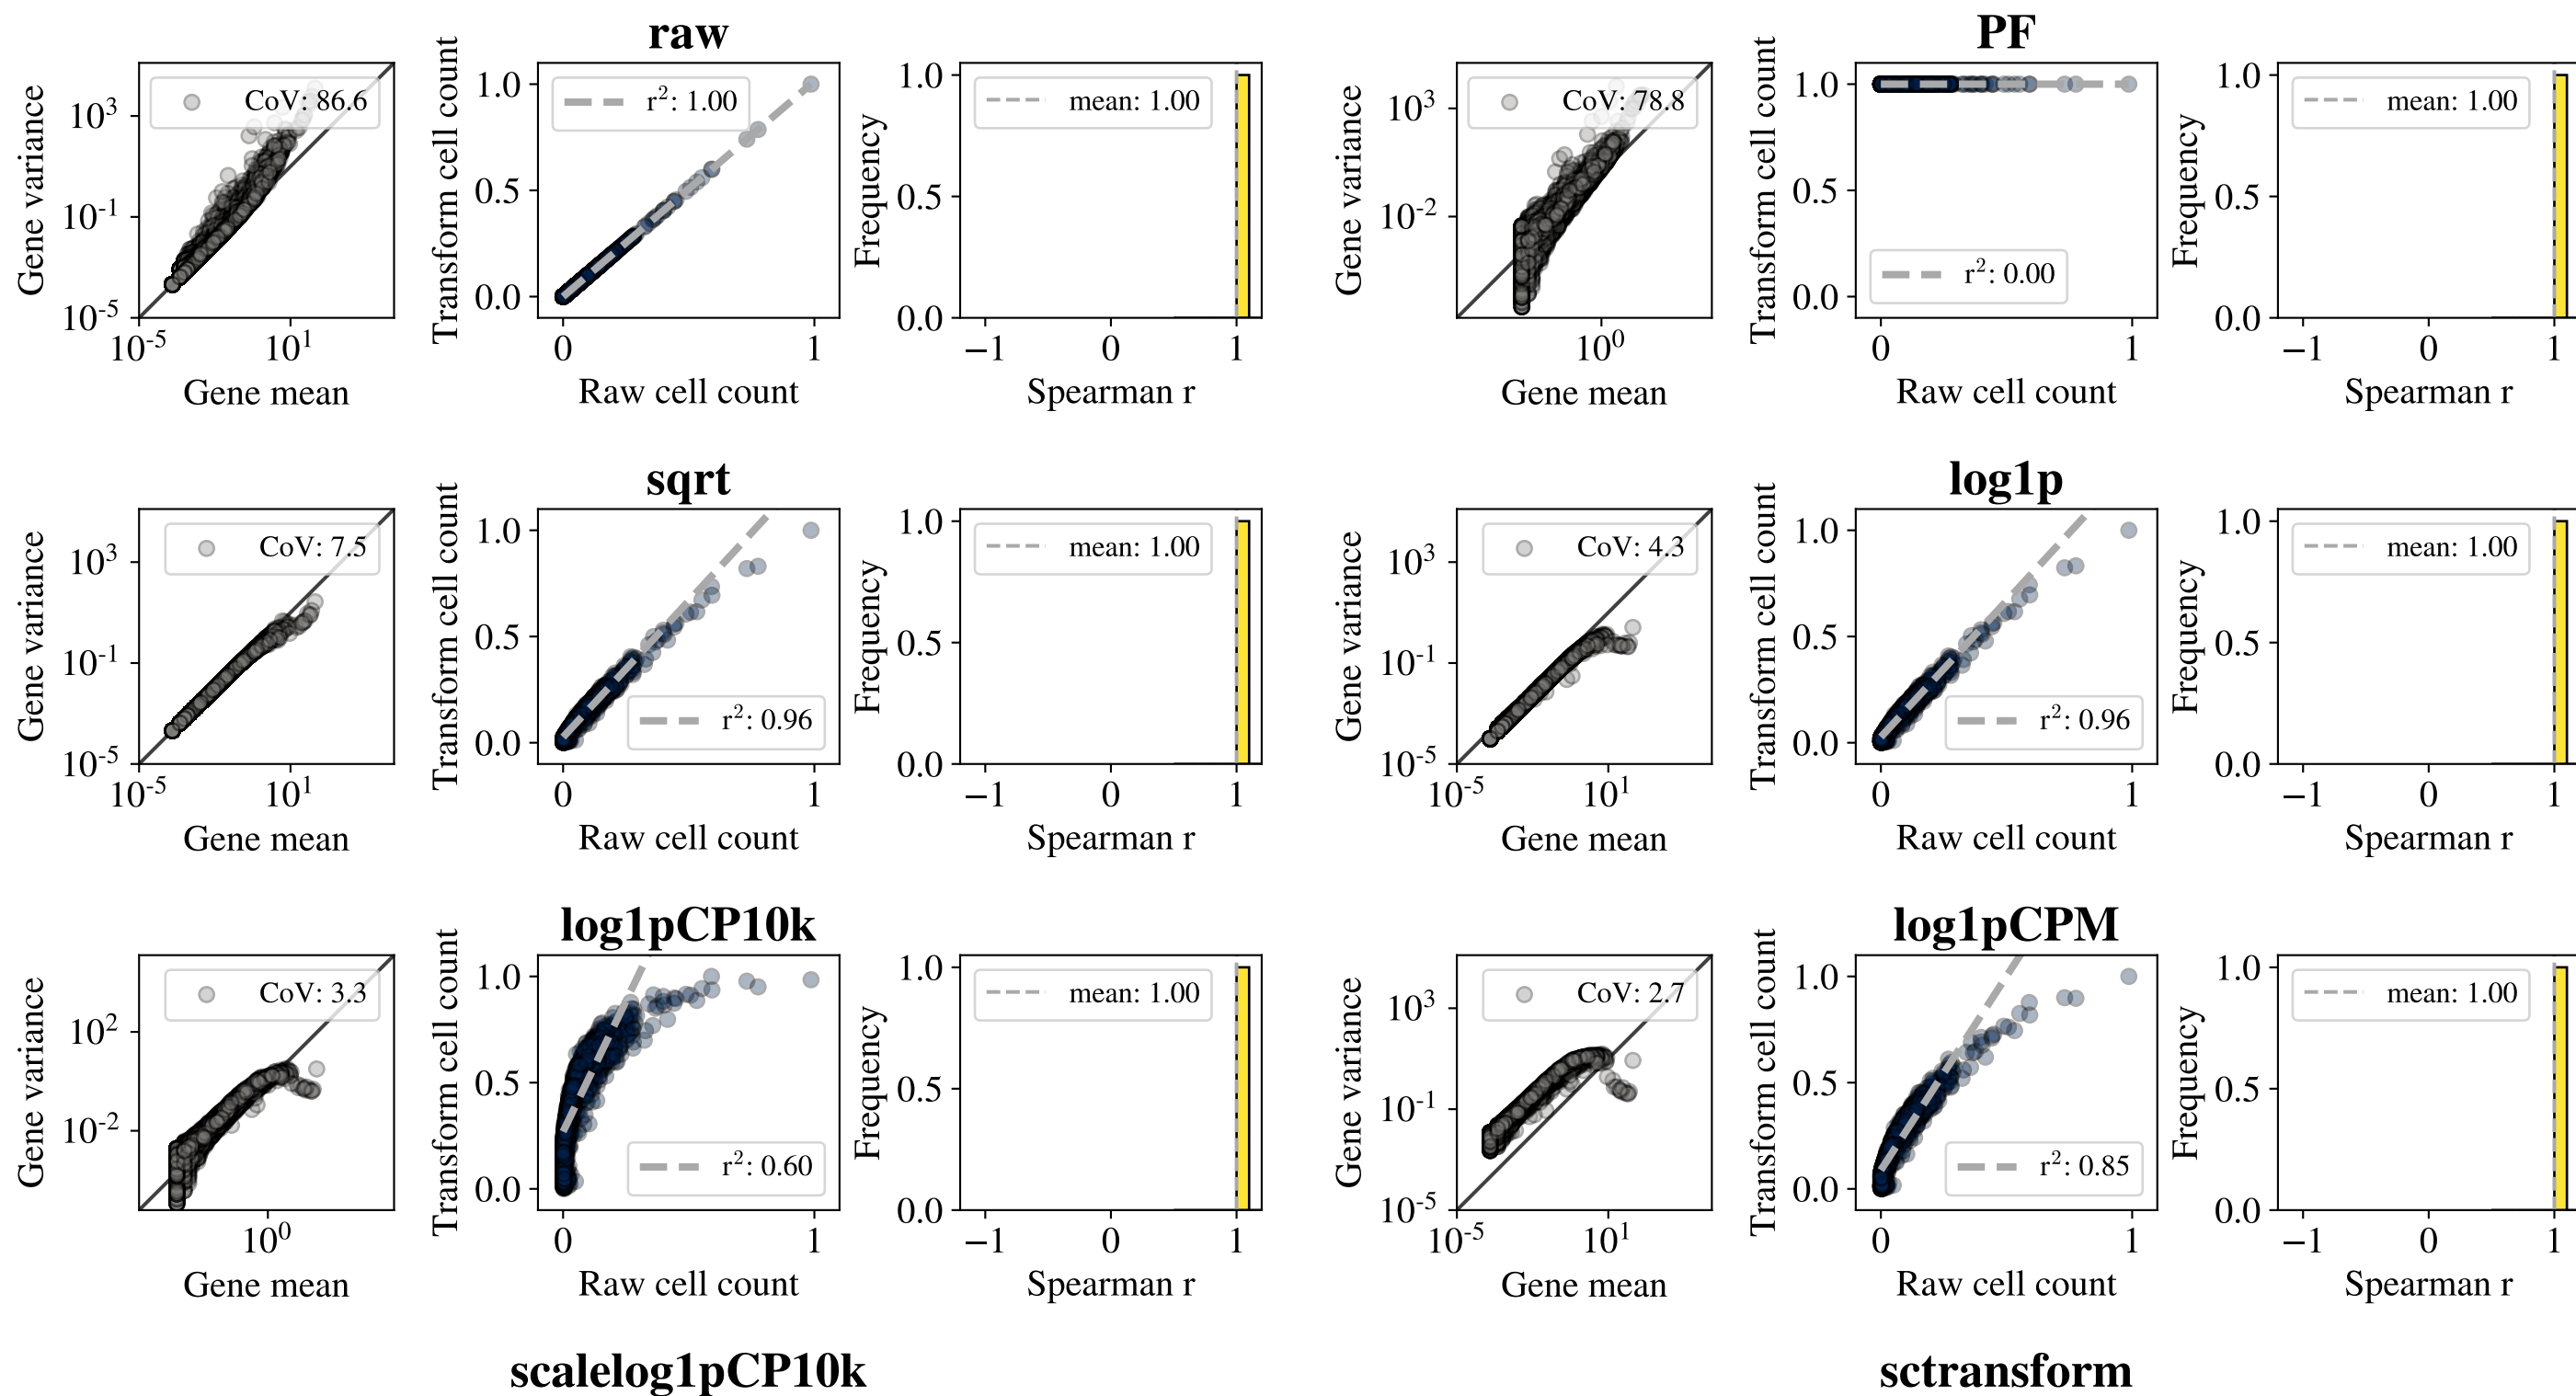 raw
Gene variance
10^3
10^-1
10^-5
CoV: 86.6
10^-5
10^1
Gene mean
Transform cell count
1.0
0.5
0.0
r^2: 1.00
0
1
Raw cell count
Frequency
1.0
0.5
0.0
mean: 1.00
−1
0
1
Spearman r
PF
Gene variance
10^3
10^-2
CoV: 78.8
10^0
Gene mean
Transform cell count
1.0
0.5
0.0
r^2: 0.00
0
1
Raw cell count
Frequency
1.0
0.5
0.0
mean: 1.00
−1
0
1
Spearman r
sqrt
Gene variance
10^3
10^-1
10^-5
CoV: 7.5
10^-5
10^1
Gene mean
Transform cell count
1.0
0.5
0.0
r^2: 0.96
0
1
Raw cell count
Frequency
1.0
0.5
0.0
mean: 1.00
−1
0
1
Spearman r
log1p
Gene variance
10^3
10^-1
10^-5
CoV: 4.3
10^-5
10^1
Gene mean
Transform cell count
1.0
0.5
0.0
r^2: 0.96
0
1
Raw cell count
Frequency
1.0
0.5
0.0
mean: 1.00
−1
0
1
Spearman r
log1pCP10k
Gene variance
10^2
10^-2
CoV: 3.3
10^0
Gene mean
Transform cell count
1.0
0.5
0.0
r^2: 0.60
0
1
Raw cell count
Frequency
1.0
0.5
0.0
mean: 1.00
−1
0
1
Spearman r
log1pCPM
Gene variance
10^3
10^-1
10^-5
CoV: 2.7
10^-5
10^1
Gene mean
Transform cell count
1.0
0.5
0.0
r^2: 0.85
0
1
Raw cell count
Frequency
1.0
0.5
0.0
mean: 1.00
−1
0
1
Spearman r
scalelog1pCP10k
sctransform